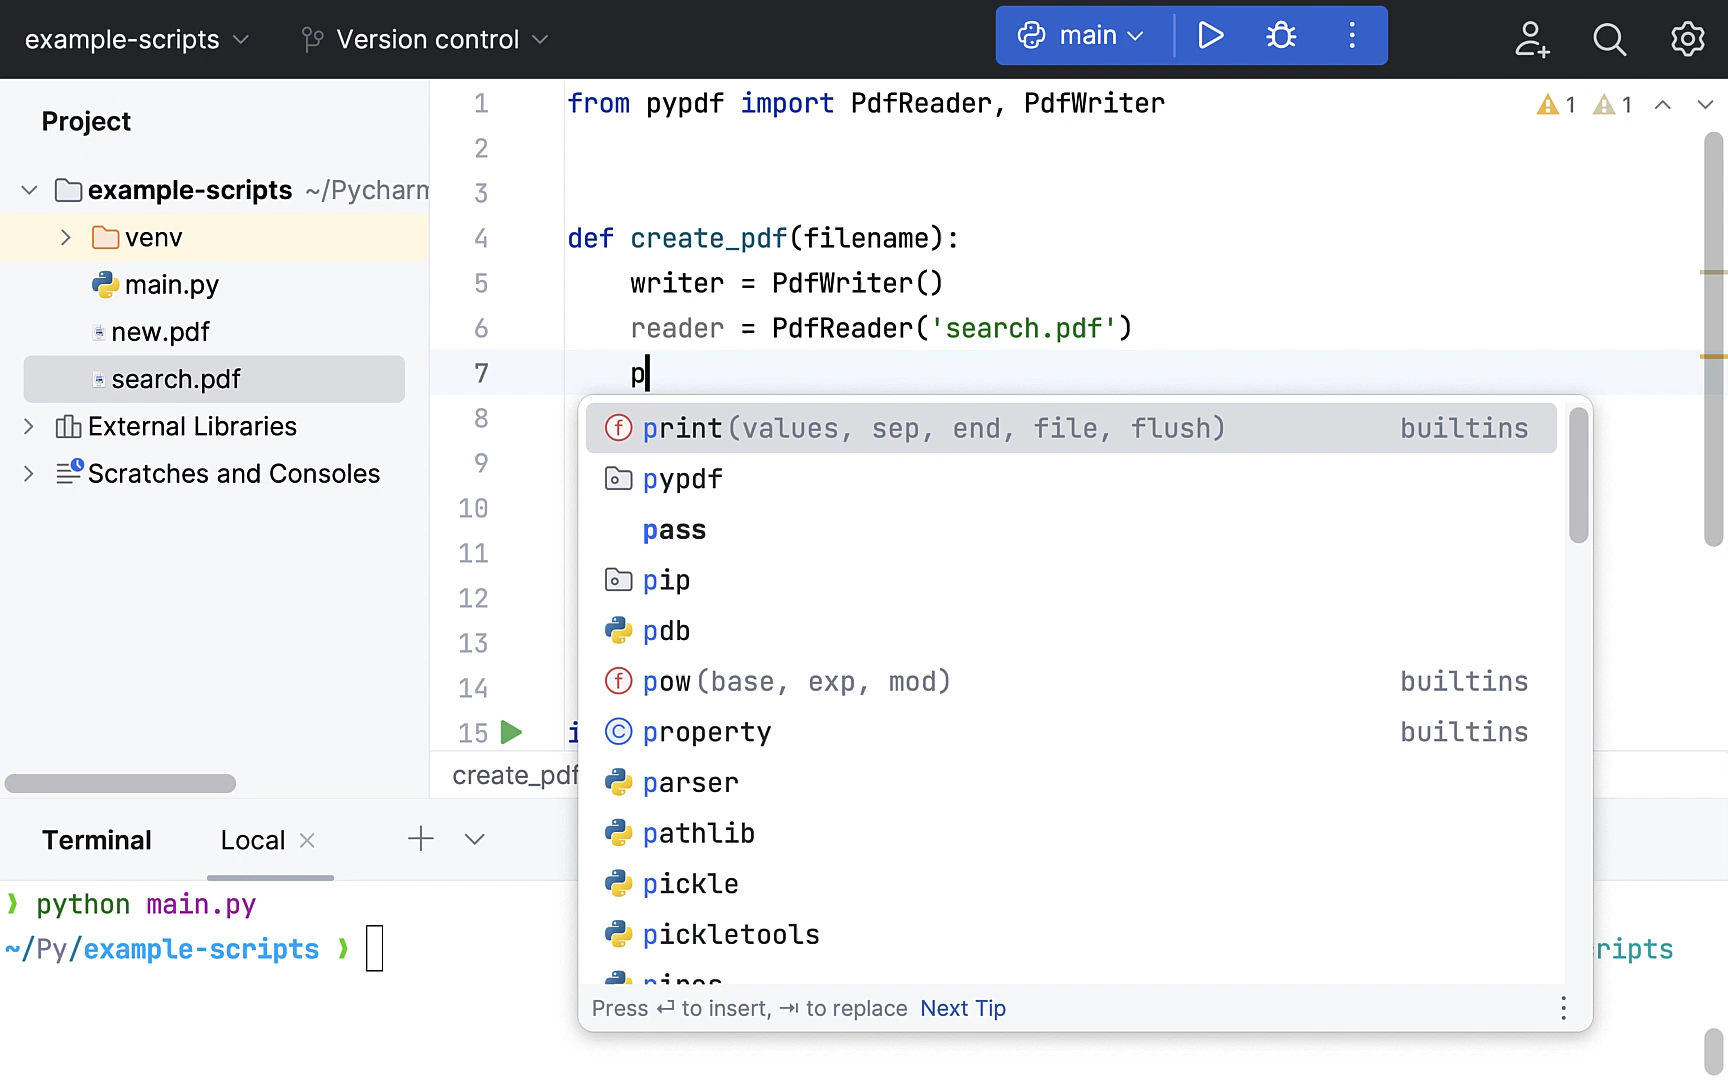 example-scripts Version control main
Project
example-scripts ~/Pycharm
venv
main.py
new.pdf
search.pdf
External Libraries
Scratches and Consoles
1 from pypdf import PdfReader, PdfWriter 1 1
2
3
4 def create_pdf(filename):
5 writer = PdfWriter()
6 reader = PdfReader('search.pdf')
7 p
8
9
10
11
12
13
14
15 i
print(values, sep, end, file, flush) builtins
pypdf
pass
pip
pdb
pow(base, exp, mod) builtins
property builtins
parser
pathlib
pickle
pickletools
Press ⏎ to insert, ⇥ to replace Next Tip
create_pdf
Terminal Local
❯ python main.py
~/Py/example-scripts ❯
ripts